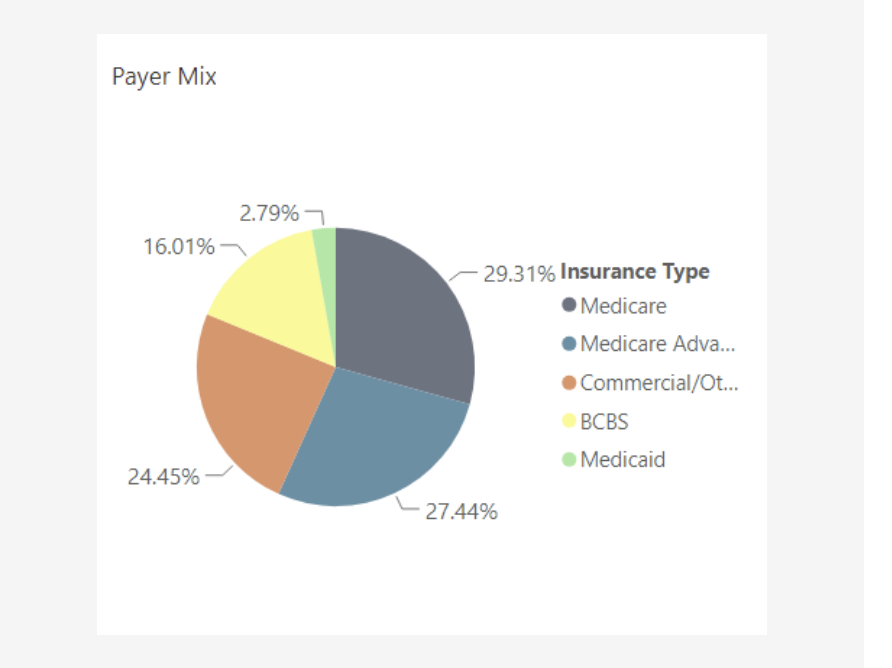 Payer Mix
2.79%
16.01%
29.31%
Insurance Type
Medicare
Medicare Adva...
Commercial/Ot...
BCBS
Medicaid
24.45%
27.44%